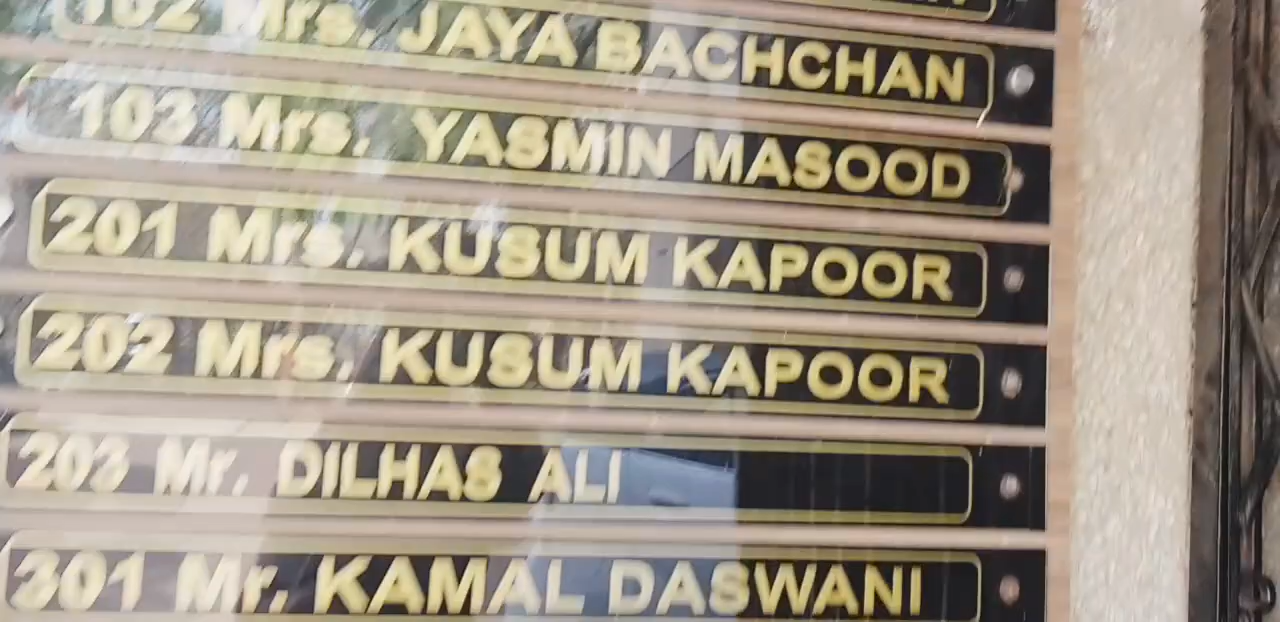 102 Mrs. JAYA BACHCHAN
103 Mrs. YASMIN MASOOD
201 Mrs. KUSUM KAPOOR
202 Mrs. KUSUM KAPOOR
203 Mr. DILHAS ALI
301 Mr. KAMAL DASWANI